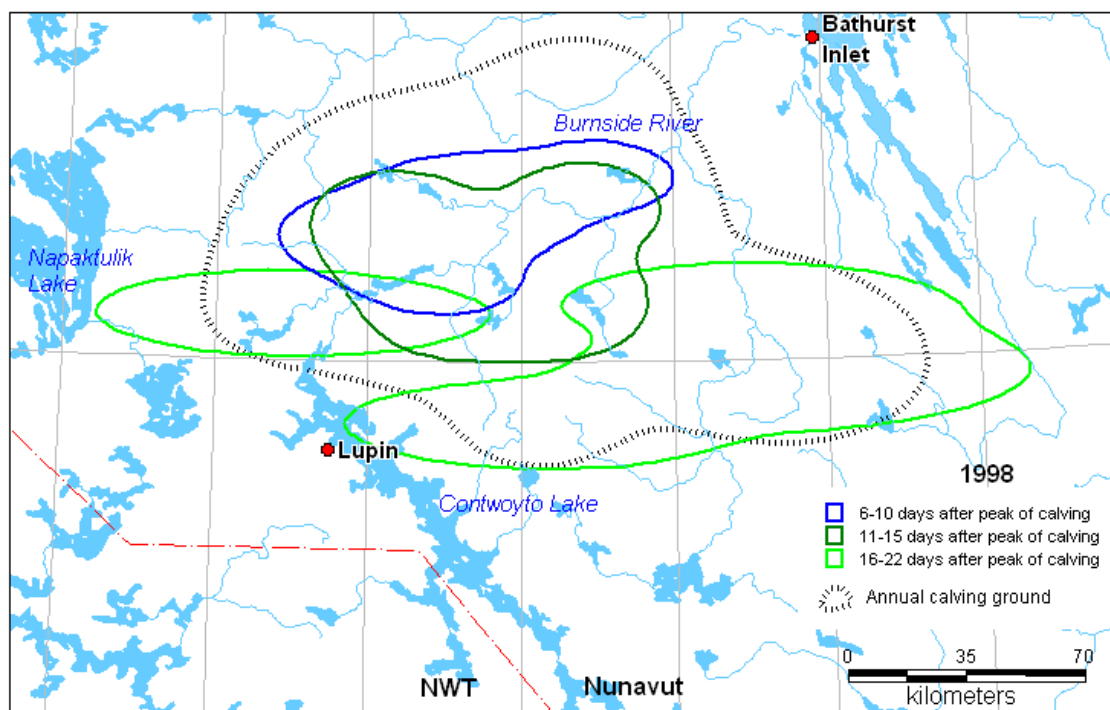 Bathurst
Inlet
Burnside River
Napaktulik
Lake
Lupin
Contwoyto Lake
1998
6-10 days after peak of calving
11-15 days after peak of calving
16-22 days after peak of calving
Annual calving ground
0 35 70
kilometers
NWT Nunavut